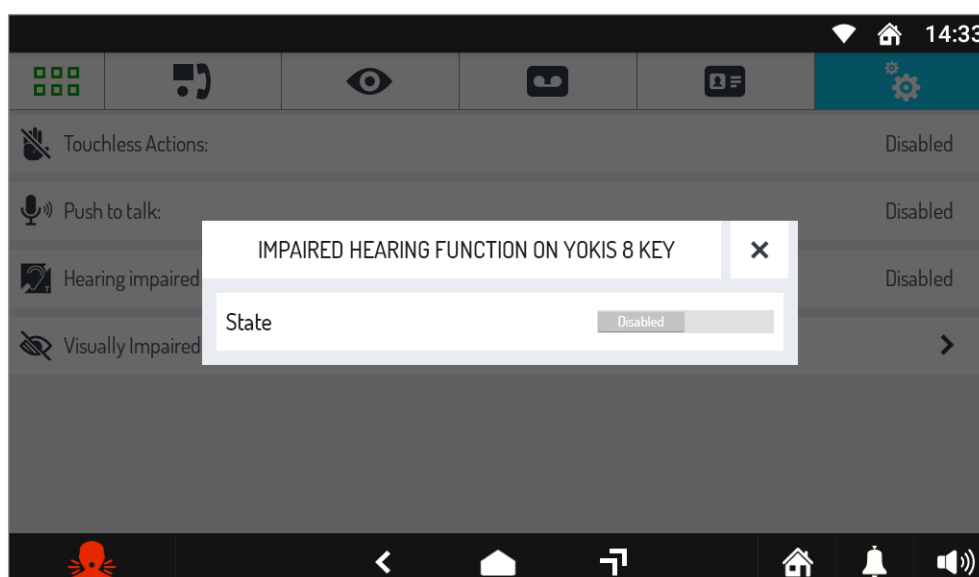 14:33
Touchless Actions: Disabled
Push to talk: Disabled
IMPAIRED HEARING FUNCTION ON YOKIS 8 KEY
Hearing impaired Disabled
State Disabled
Visually Impaired